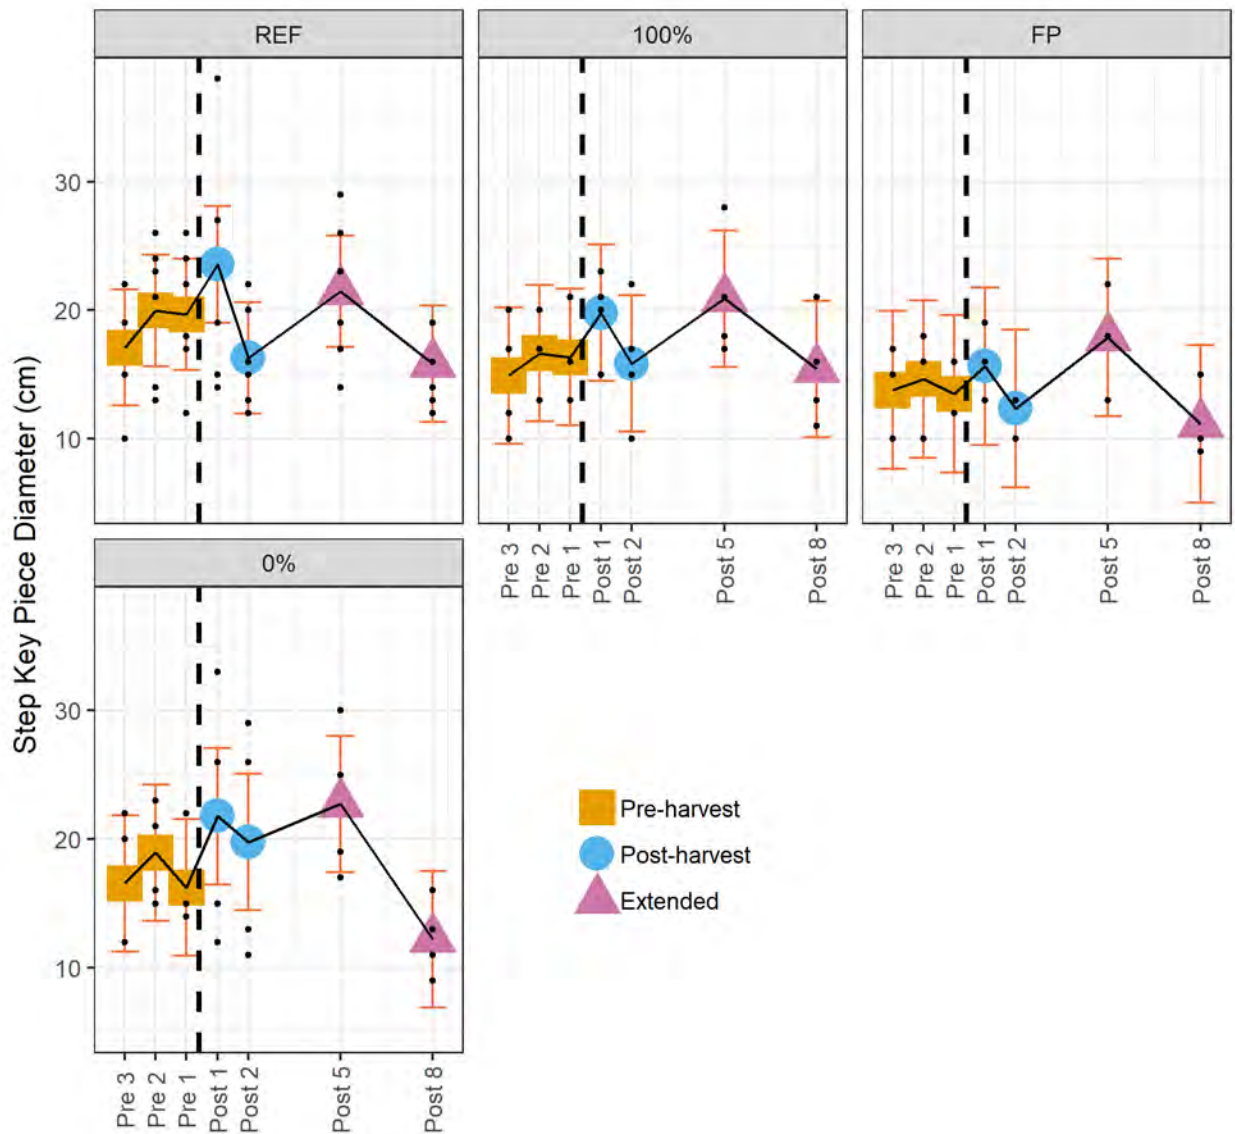 REF
100%
FP
Step Key Piece Diameter (cm)
30
20
10
Pre 3
Pre 2
Pre 1
Post 1
Post 2
Post 5
Post 8
Pre 3
Pre 2
Pre 1
Post 1
Post 2
Post 5
Post 8
0%
30
20
10
Pre 3
Pre 2
Pre 1
Post 1
Post 2
Post 5
Post 8
Pre-harvest
Post-harvest
Extended